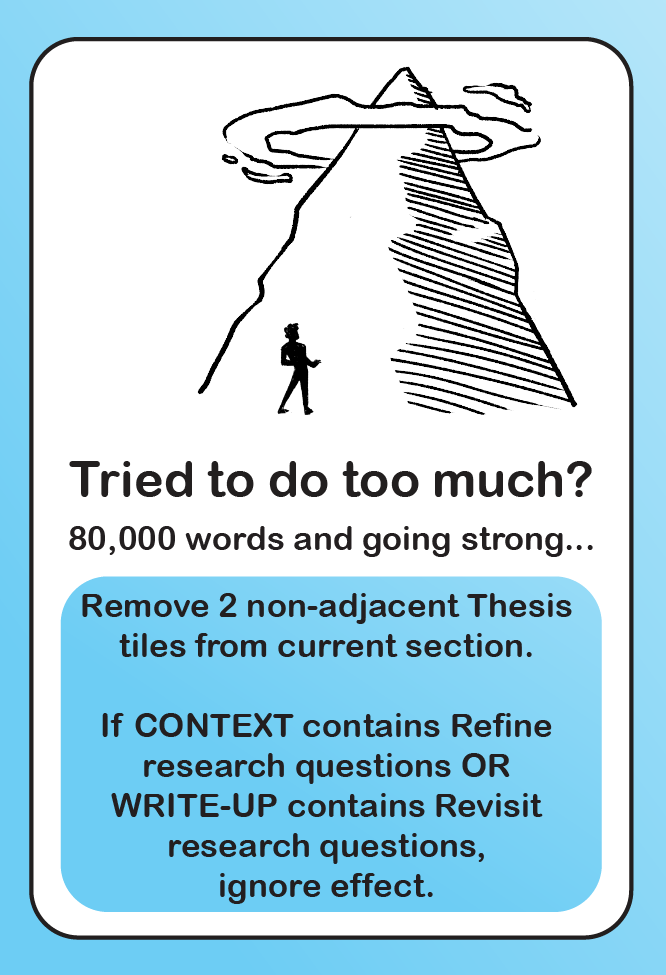 Tried to do too much?
80,000 words and going strong...
Remove 2 non-adjacent Thesis
tiles from current section.
If CONTEXT contains Refine
research questions OR
WRITE-UP contains Revisit
research questions,
ignore effect.